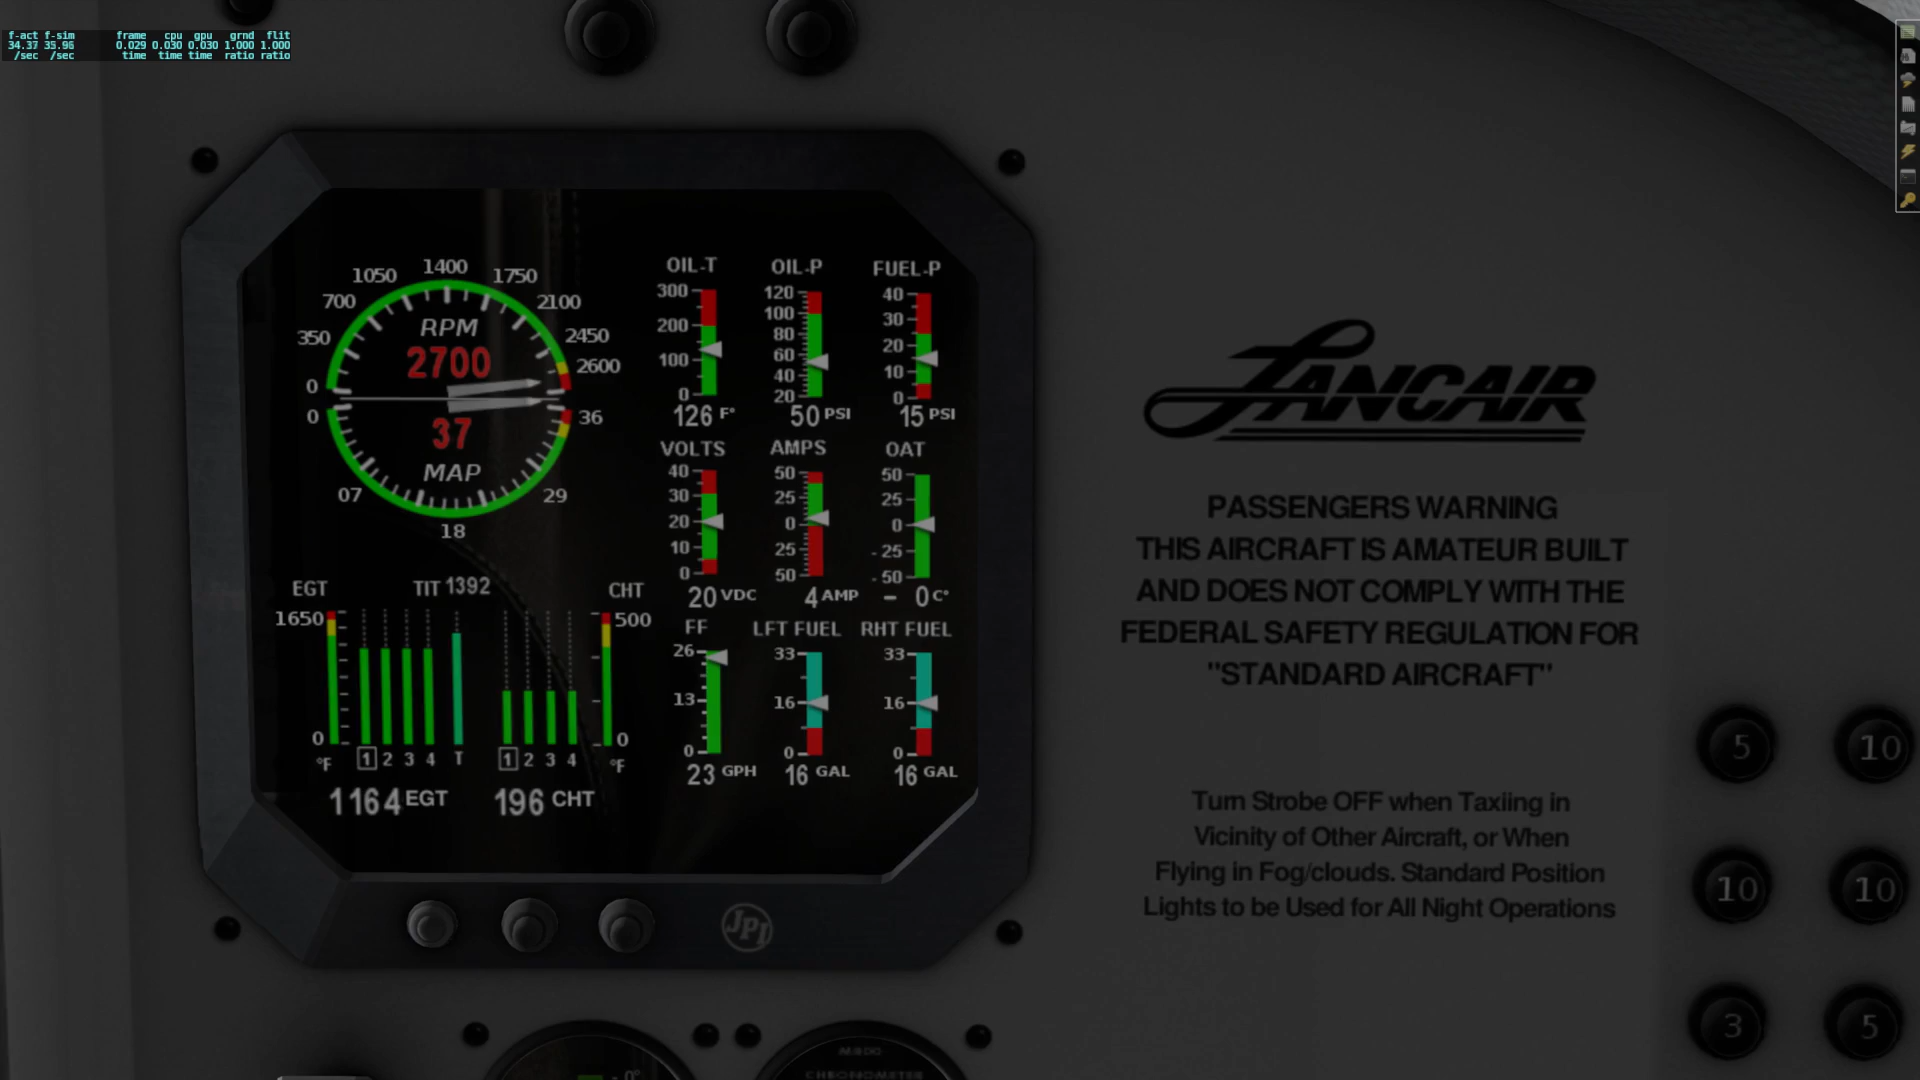 f-act f-sim frame cpu gpu grnd flit
34.37 35.96 0.029 0.030 0.030 1.000 1.000
/sec /sec time time time ratio ratio
1400
1050 1750
700 2100
350 2450
RPM
2700
2600
0
0
36
37
MAP
07 29
18
OIL-T
300
200
100
0
126 F°
OIL-P
120
100
80
60
40
20
50 PSI
FUEL-P
40
30
20
10
0
15 PSI
VOLTS
40
30
20
10
0
20 VDC
AMPS
50
25
0
25
50
4 AMP
OAT
50
25
0
-25
-50
- 0 C°
EGT TIT 1392 CHT
1650 500
0 0
°F 1 2 3 4 T 1 2 3 4 °F
1164 EGT 196 CHT
FF
26
13
0
23 GPH
LFT FUEL
33
16
0
16 GAL
RHT FUEL
33
16
0
16 GAL
JPI
LANCAIR
PASSENGERS WARNING
THIS AIRCRAFT IS AMATEUR BUILT
AND DOES NOT COMPLY WITH THE
FEDERAL SAFETY REGULATION FOR
"STANDARD AIRCRAFT"
Turn Strobe OFF when Taxiing in
Vicinity of Other Aircraft, or When
Flying in Fog/clouds. Standard Position
Lights to be Used for All Night Operations
5 10
10 10
3 5
CHRONOMETER